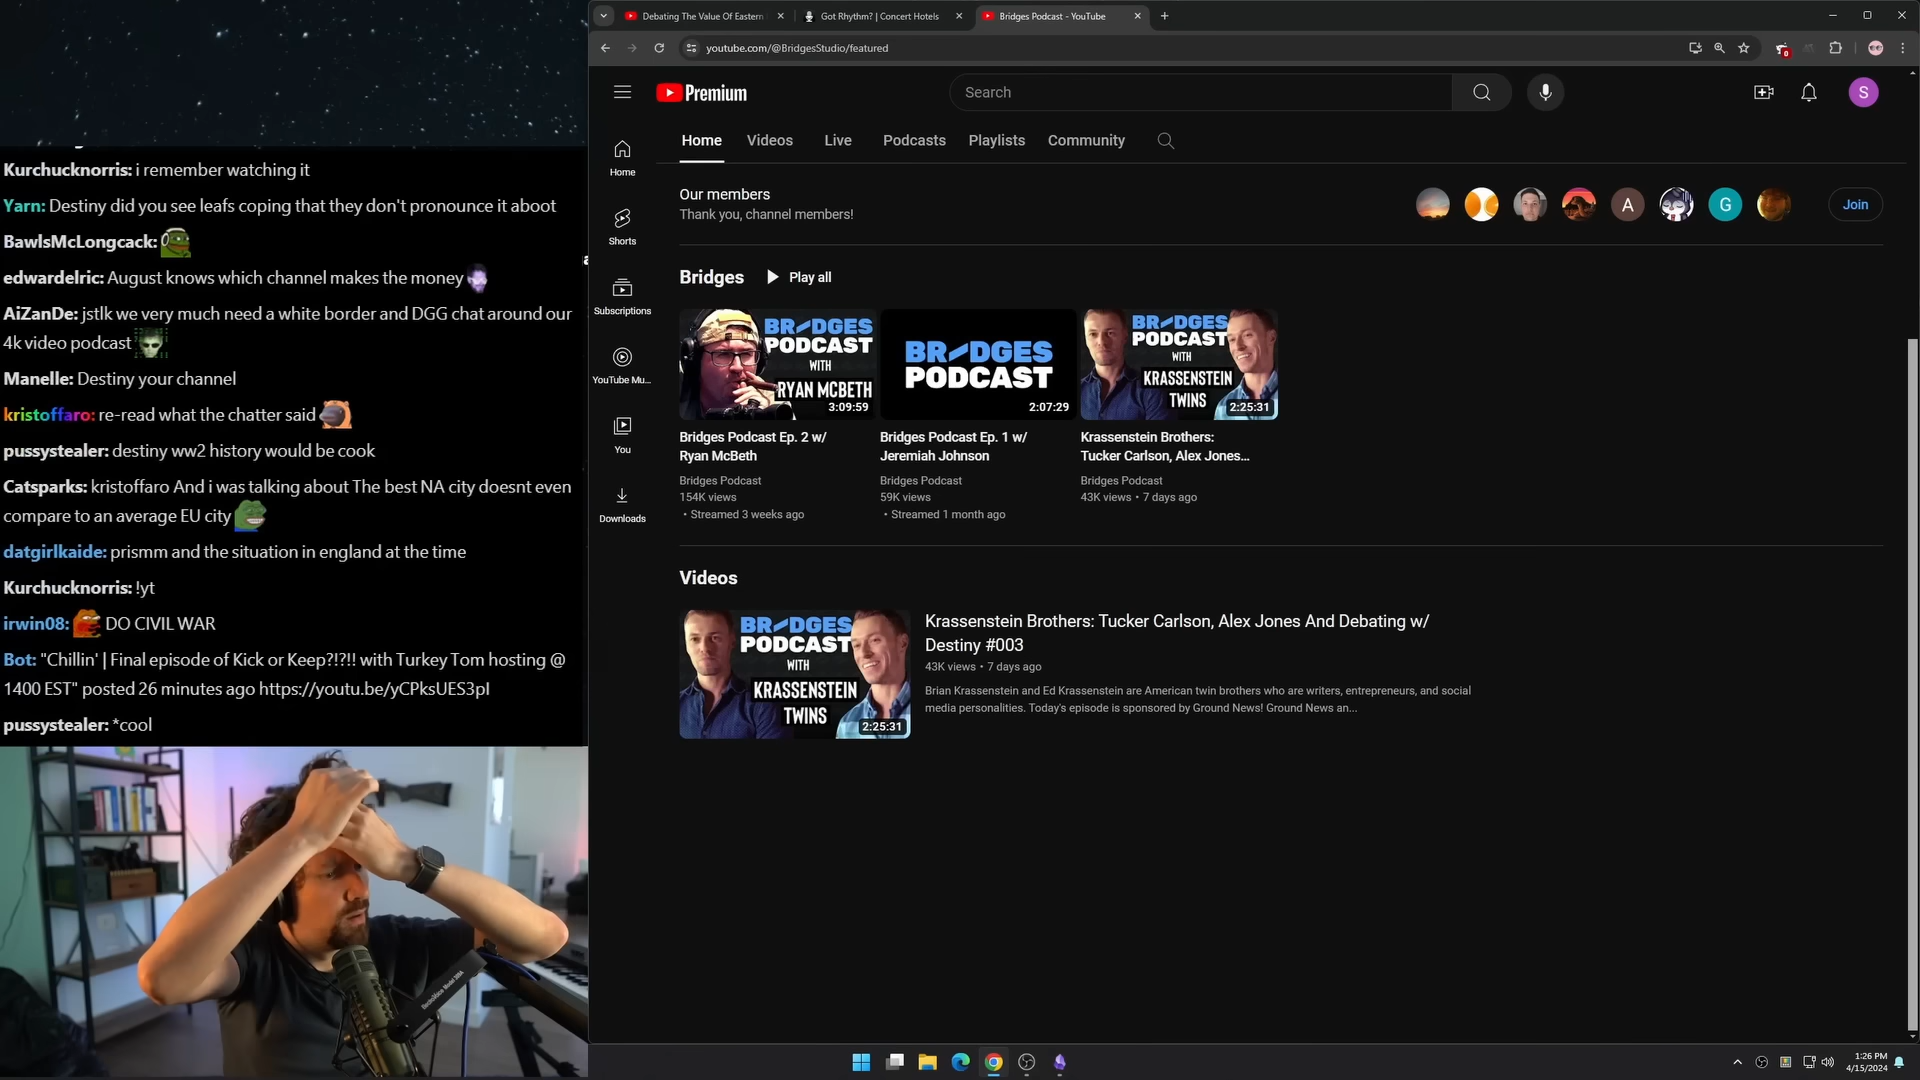 Debating The Value Of Eastern
Got Rhythm? | Concert Hotels
Bridges Podcast - YouTube
youtube.com/@BridgesStudio/featured
0
Premium
Search
S
Home
Videos
Live
Podcasts
Playlists
Community
Home
Shorts
Subscriptions
YouTube Mu...
You
Downloads
Our members
Thank you, channel members!
A
G
Join
Bridges
Play all
BRIDGES
PODCAST
WITH
RYAN MCBETH
3:09:59
BRIDGES
PODCAST
2:07:29
BRIDGES
PODCAST
WITH
KRASSENSTEIN
TWINS
2:25:31
Bridges Podcast Ep. 2 w/
Ryan McBeth
Bridges Podcast
154K views
• Streamed 3 weeks ago
Bridges Podcast Ep. 1 w/
Jeremiah Johnson
Bridges Podcast
59K views
• Streamed 1 month ago
Krassenstein Brothers:
Tucker Carlson, Alex Jones...
Bridges Podcast
43K views • 7 days ago
Videos
BRIDGES
PODCAST
WITH
KRASSENSTEIN
TWINS
2:25:31
Krassenstein Brothers: Tucker Carlson, Alex Jones And Debating w/
Destiny #003
43K views • 7 days ago
Brian Krassenstein and Ed Krassenstein are American twin brothers who are writers, entrepreneurs, and social
media personalities. Today's episode is sponsored by Ground News! Ground News an...
Kurchucknorris: i remember watching it
Yarn: Destiny did you see leafs coping that they don't pronounce it aboot
BawlsMcLongcack:
edwardelric: August knows which channel makes the money
AiZanDe: jstlk we very much need a white border and DGG chat around our
4k video podcast
Manelle: Destiny your channel
kristoffaro: re-read what the chatter said
pussystealer: destiny ww2 history would be cook
Catsparks: kristoffaro And i was talking about The best NA city doesnt even
compare to an average EU city
datgirlkaide: prismm and the situation in england at the time
Kurchucknorris: !yt
irwin08: DO CIVIL WAR
Bot: "Chillin' | Final episode of Kick or Keep?!?!! with Turkey Tom hosting @
1400 EST" posted 26 minutes ago https://youtu.be/yCPksUES3pI
pussystealer: *cool
1:26 PM
4/15/2024